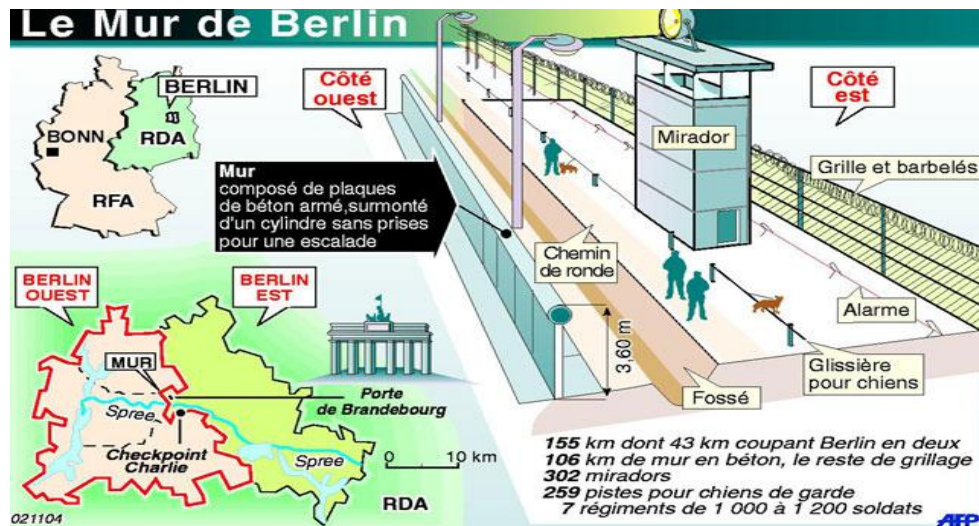 Le Mur de Berlin
BERLIN
BONN
RDA
RFA
Côté
ouest
Côté
est
Mirador
Grille et barbelés
Mur
composé de plaques
de béton armé,surmonté
d'un cylindre sans prises
pour une escalade
Chemin
de ronde
Alarme
3,60 m
Glissière
pour chiens
Fossé
BERLIN
OUEST
BERLIN
EST
MUR
Porte
de Brandebourg
Spree
Checkpoint
Charlie
Spree
0 10 km
RDA
155 km dont 43 km coupant Berlin en deux
106 km de mur en béton, le reste de grillage
302 miradors
259 pistes pour chiens de garde
7 régiments de 1 000 à 1 200 soldats
021104
AFP